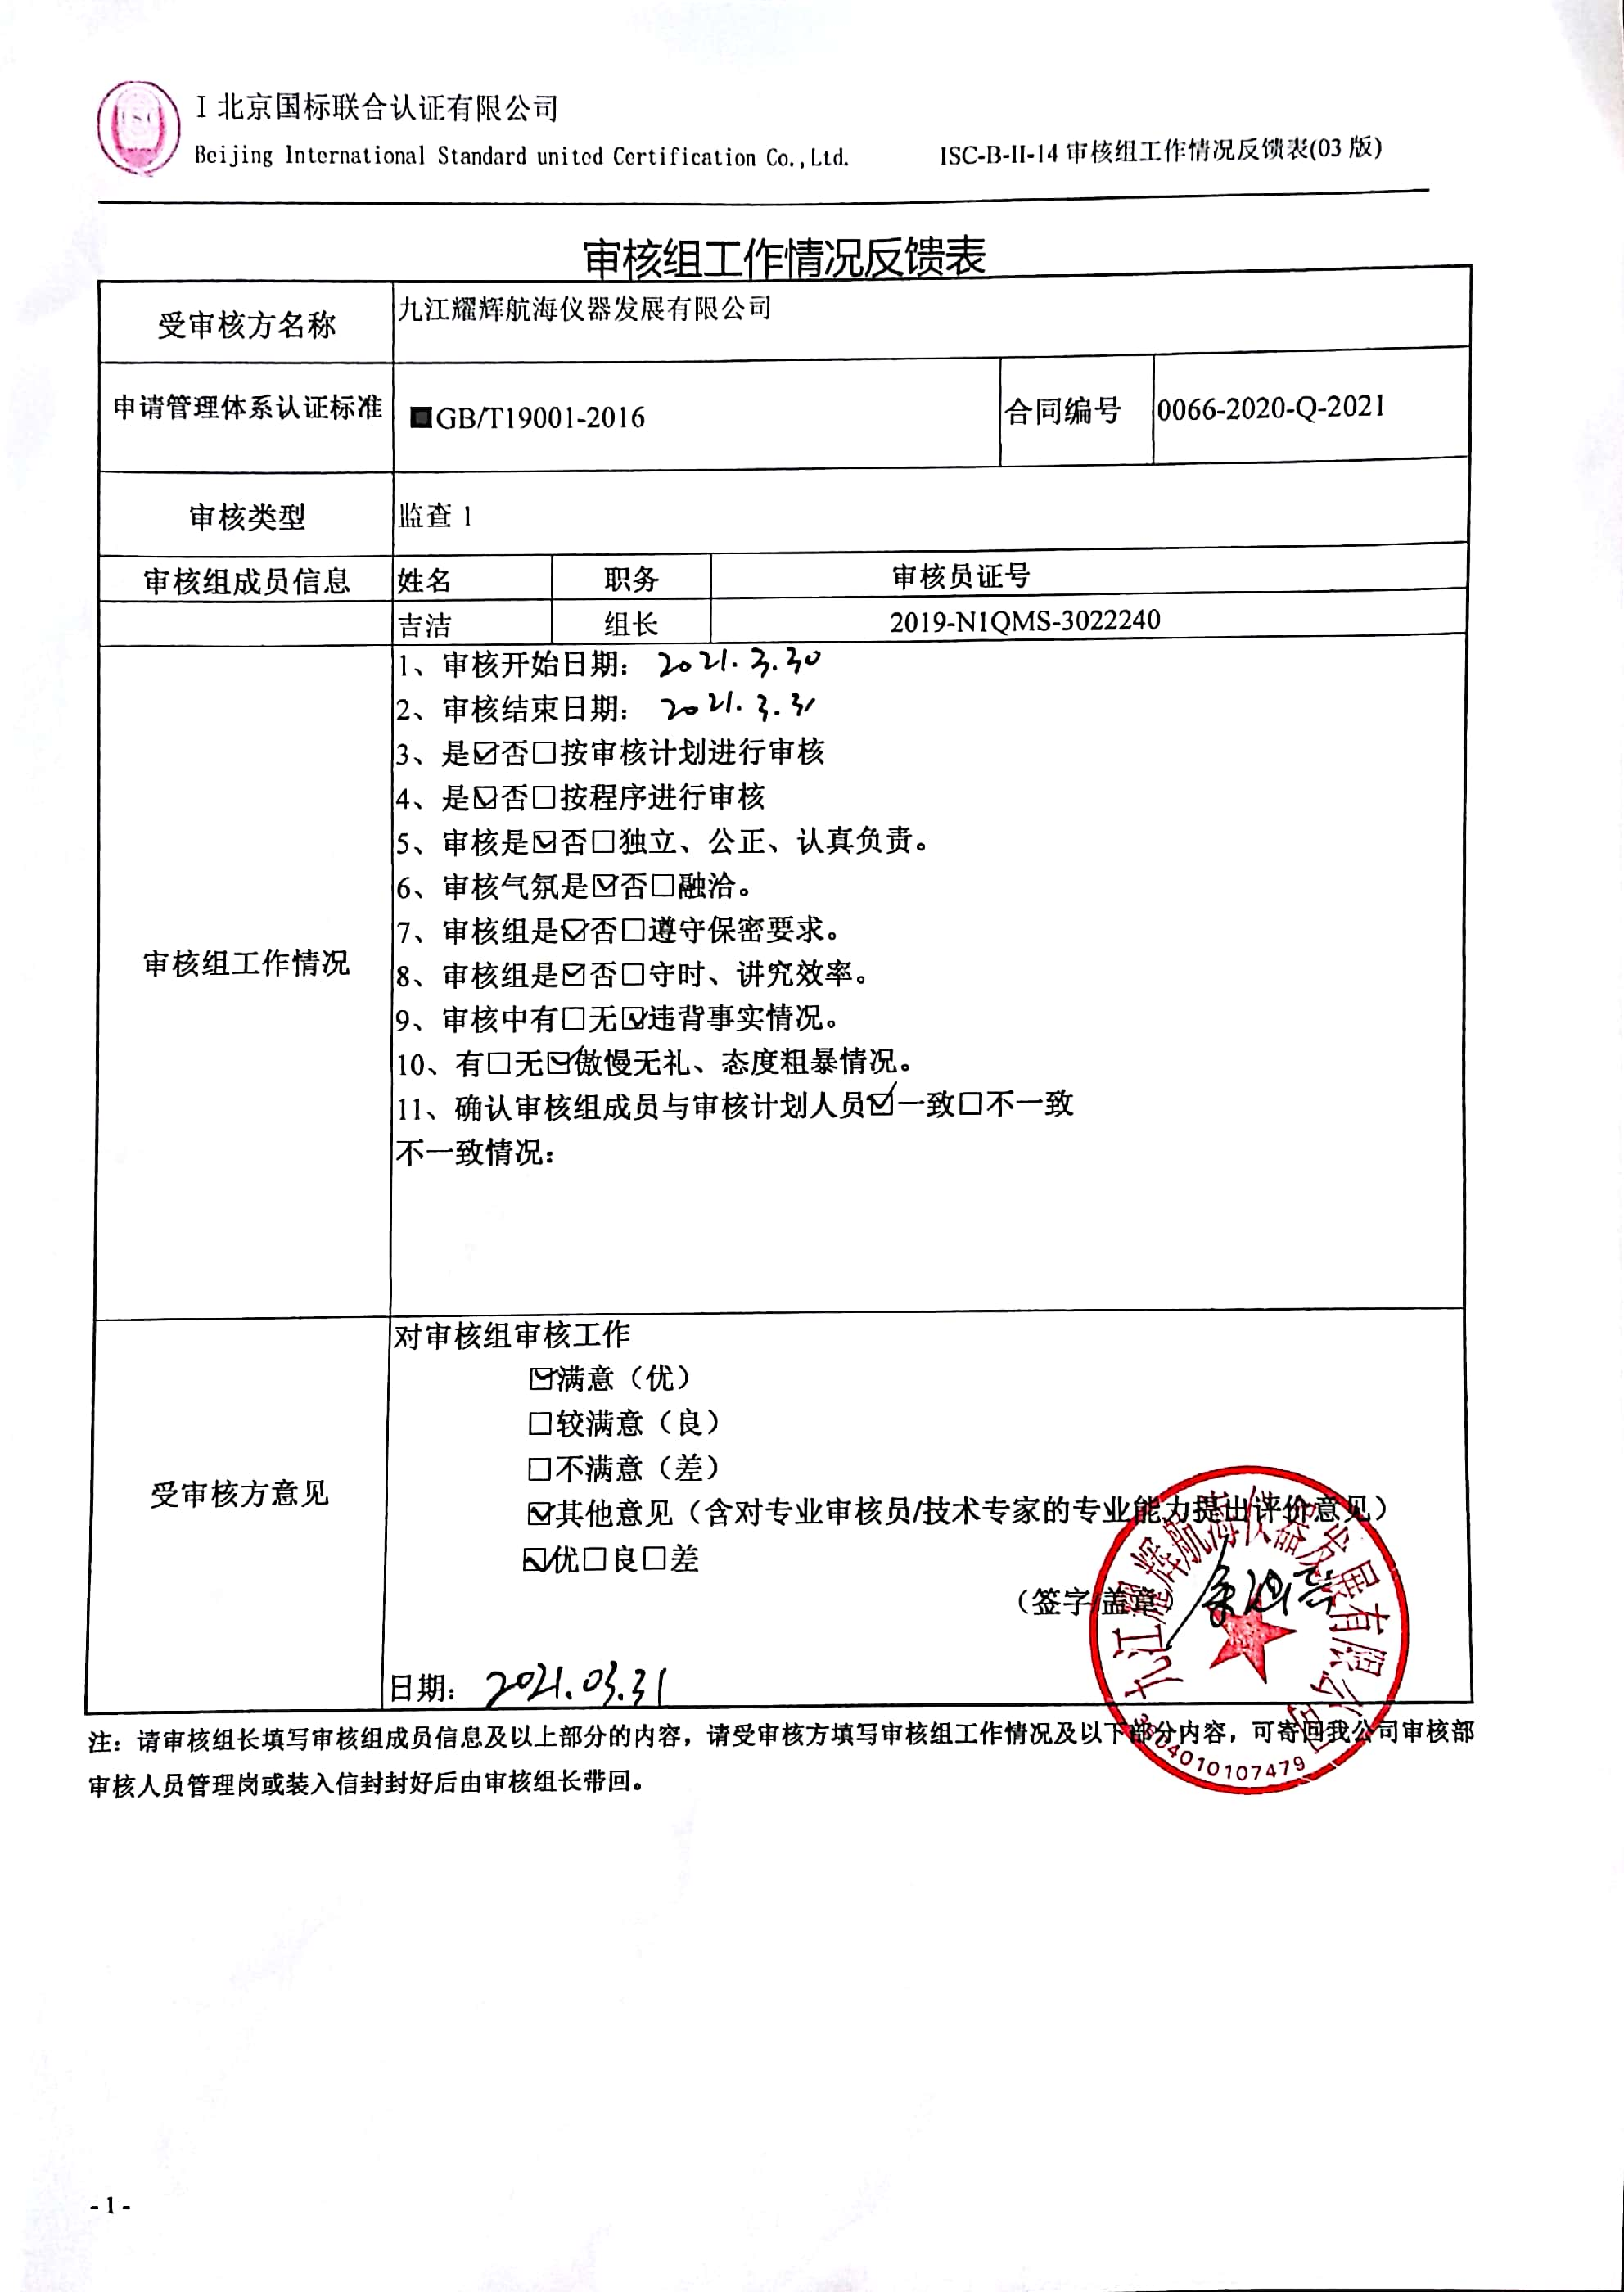 I 北京国标联合认证有限公司
Beijing International Standard united Certification Co.,Ltd.
ISC-B-II-14 审核组工作情况反馈表(03 版)
审核组工作情况反馈表
受审核方名称 九江耀辉航海仪器发展有限公司
申请管理体系认证标准 ■GB/T19001-2016 合同编号 0066-2020-Q-2021
审核类型 监查 1
审核组成员信息 姓名 职务 审核员证号
吉洁 组长 2019-N1QMS-3022240
审核组工作情况
1、审核开始日期： 2021.3.30
2、审核结束日期： 2021.3.31
3、是☑否□按审核计划进行审核
4、是☑否□按程序进行审核
5、审核是☑否□独立、公正、认真负责。
6、审核气氛是☑否□融洽。
7、审核组是☑否□遵守保密要求。
8、审核组是☑否□守时、讲究效率。
9、审核中有□无☑违背事实情况。
10、有□无☑傲慢无礼、态度粗暴情况。
11、确认审核组成员与审核计划人员☑一致□不一致
不一致情况：
受审核方意见
对审核组审核工作
☑满意（优）
□较满意（良）
□不满意（差）
☑其他意见（含对专业审核员/技术专家的专业能力提出评价意见）
☑优□良□差
（签字盖章）
九江耀辉航海仪器发展有限公司
日期： 2021.03.31
注：请审核组长填写审核组成员信息及以上部分的内容，请受审核方填写审核组工作情况及以下部分内容，可寄回我公司审核部
审核人员管理岗或装入信封封好后由审核组长带回。
- 1 -